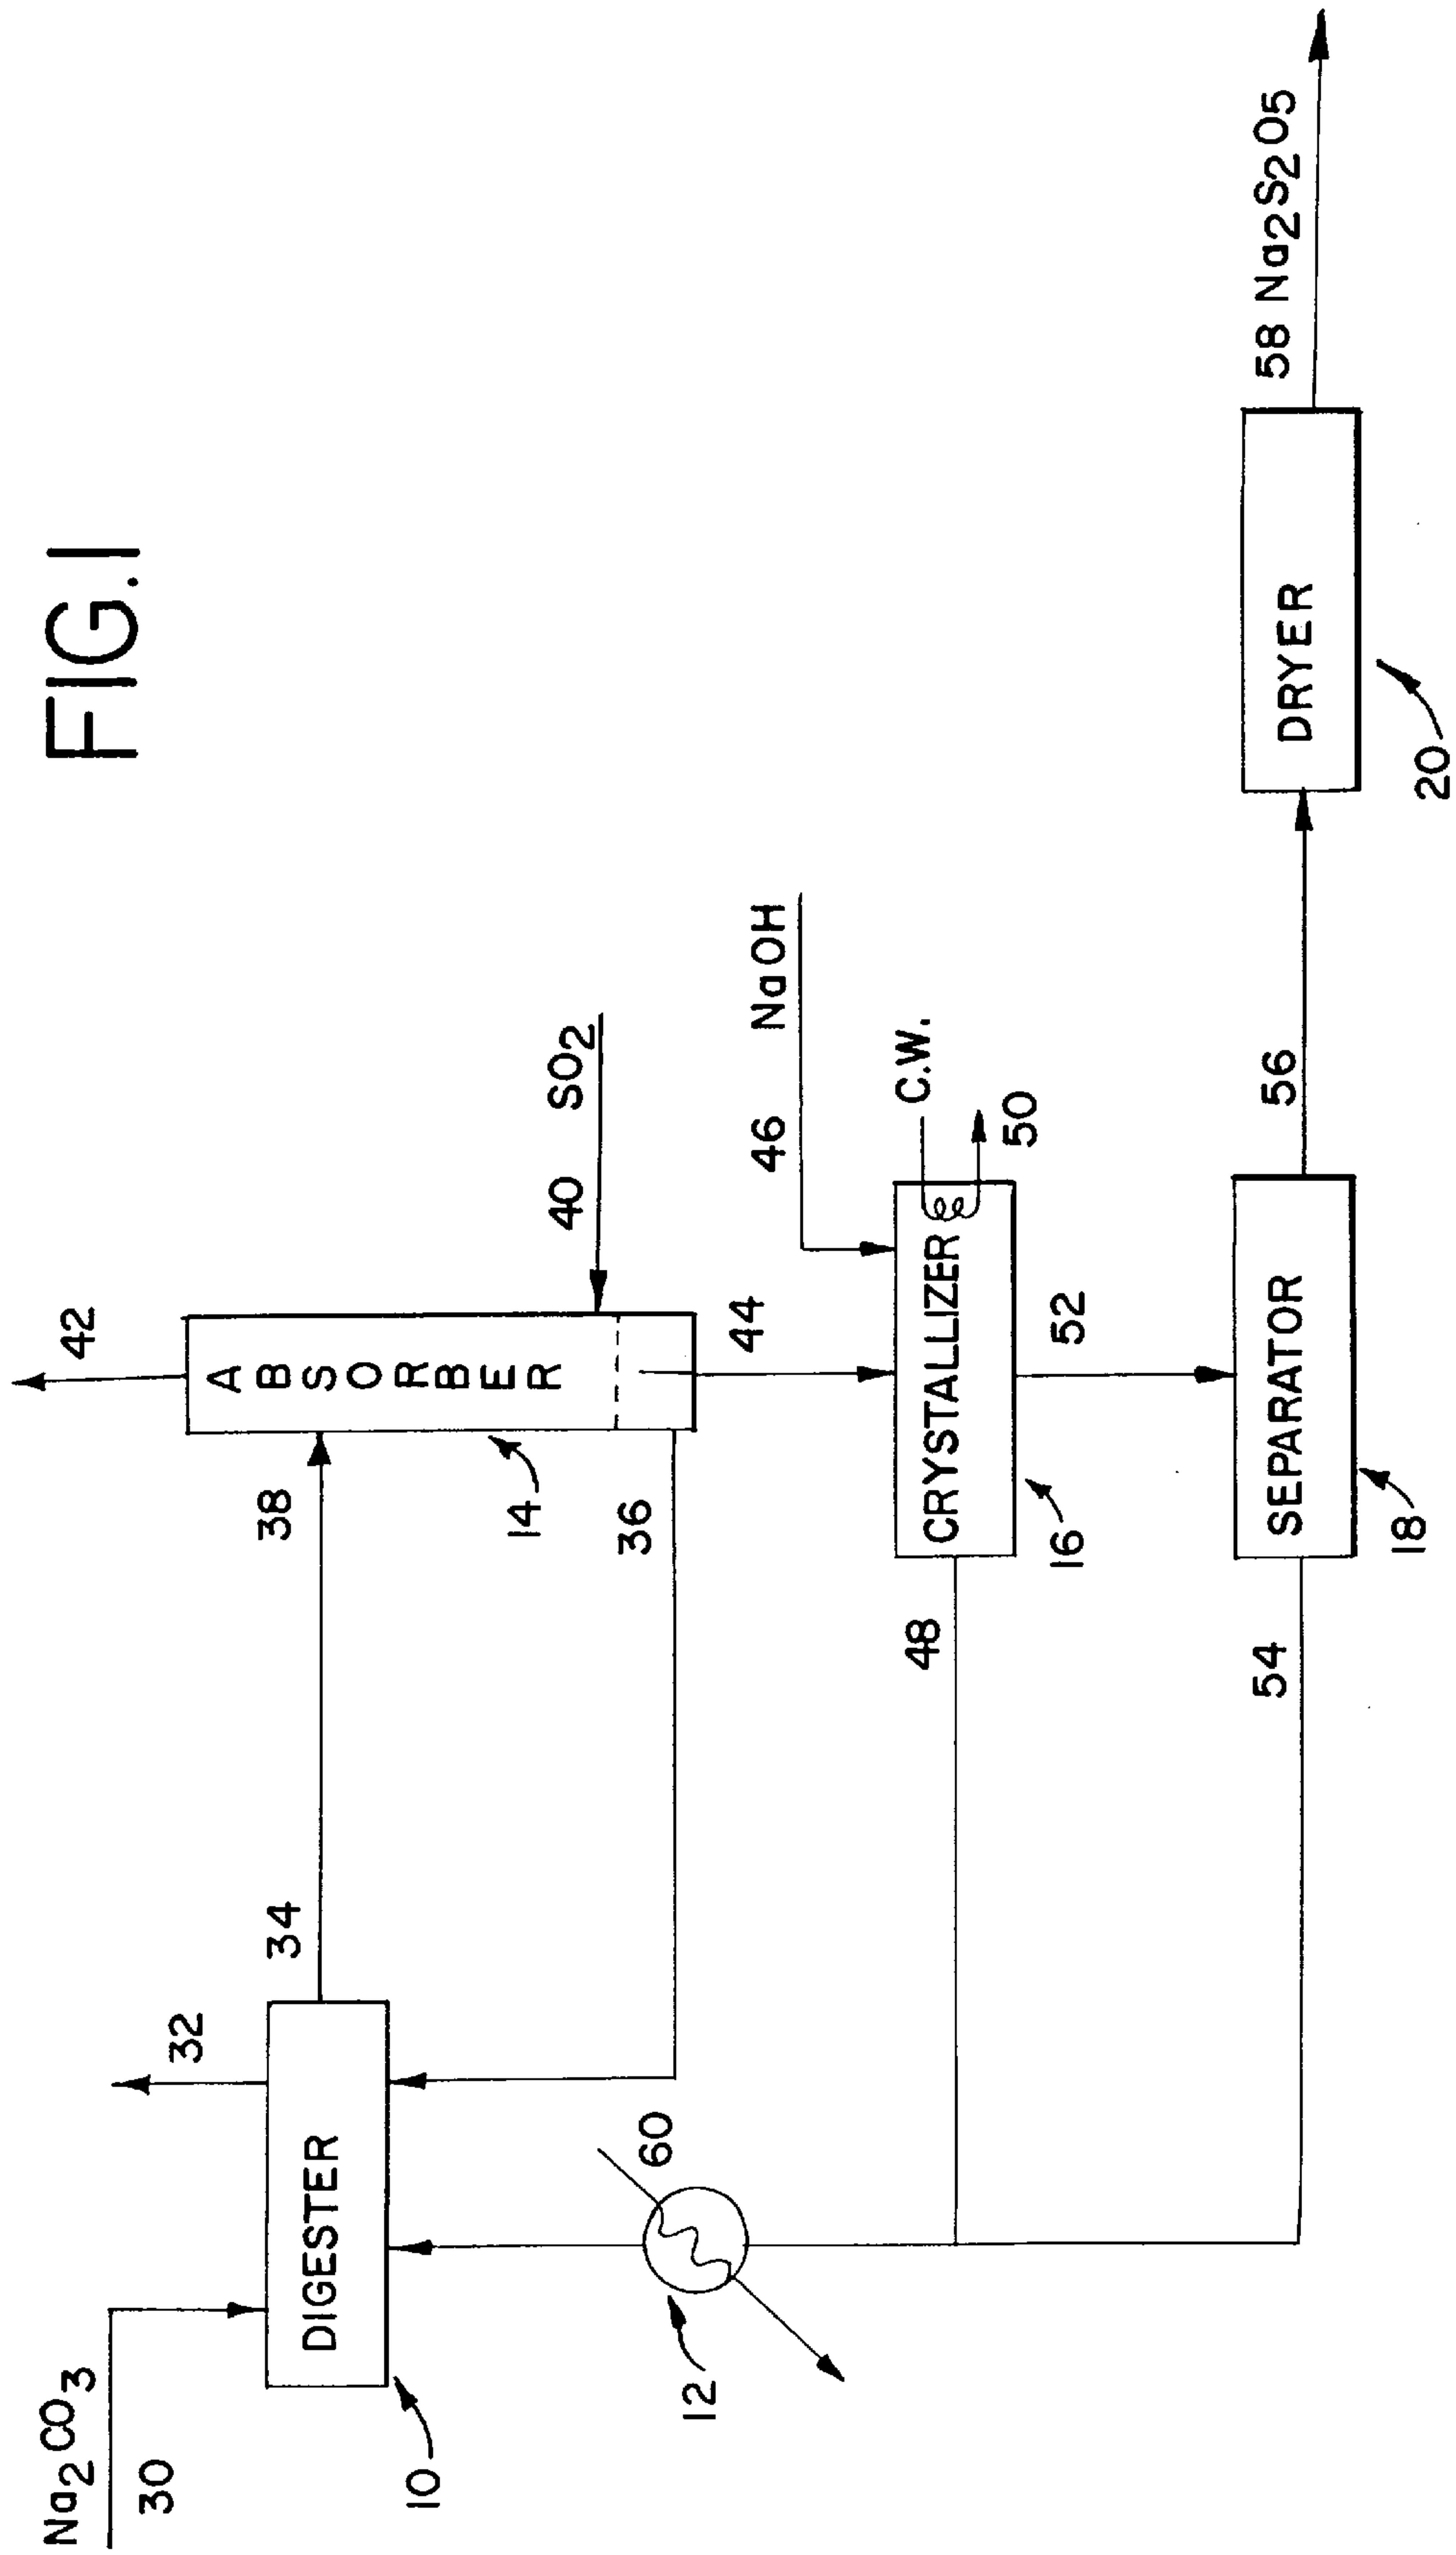 FIG.1
Na2CO3
30
32
34
38
42
DIGESTER
ABSORBER
10
14
36
40 SO2
44
12
60
46 NaOH
CRYSTALLIZER
C.W.
50
16
48
52
SEPARATOR
18
54
56
DRYER
20
58 Na2S2O5